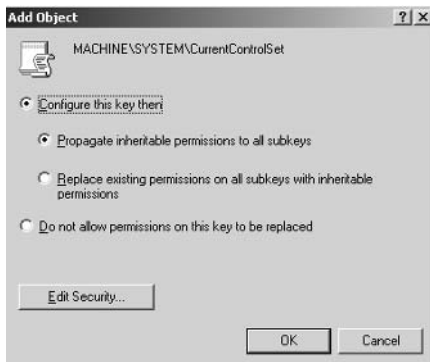 Add Object
? X
MACHINE\SYSTEM\CurrentControlSet
Configure this key then
Propagate inheritable permissions to all subkeys
Replace existing permissions on all subkeys with inheritable
permissions
Do not allow permissions on this key to be replaced
Edit Security...
OK Cancel